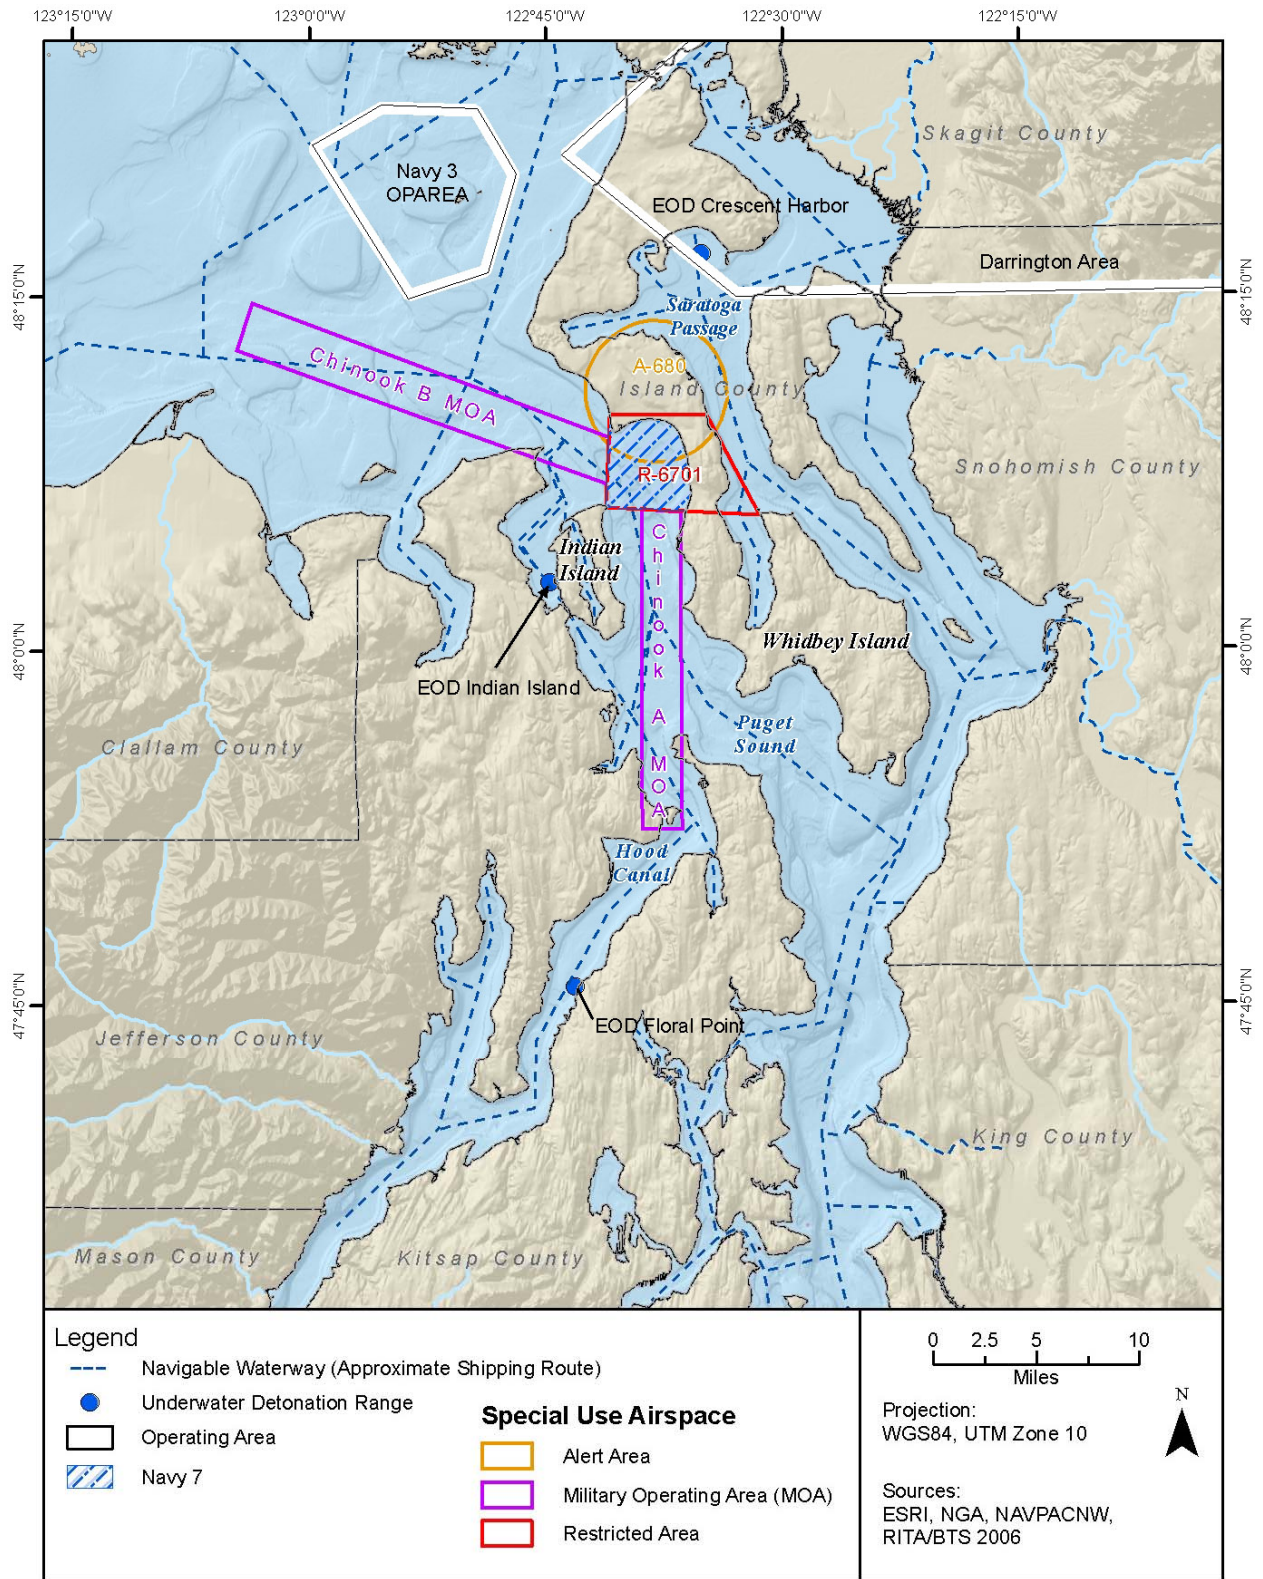 123°15'0"W
123°0'0"W
122°45'0"W
122°30'0"W
122°15'0"W
Skagit County
Navy 3
OPAREA
EOD Crescent Harbor
Darrington Area
48°15'0"N
48°15'0"N
Saratoga
Passage
Chinook B MOA
A-680
Island County
Snohomish County
R-6701
Indian
Island
Chinook A MOA
Whidbey Island
48°0'0"N
48°0'0"N
EOD Indian Island
Puget
Sound
Clallam County
Hood
Canal
47°45'0"N
47°45'0"N
EOD Floral Point
Jefferson County
King County
Mason County
Kitsap County
Legend
Navigable Waterway (Approximate Shipping Route)
Underwater Detonation Range
Operating Area
Navy 7
Special Use Airspace
Alert Area
Military Operating Area (MOA)
Restricted Area
0 2.5 5 10
Miles
N
Projection:
WGS84, UTM Zone 10
Sources:
ESRI, NGA, NAVPACNW,
RITA/BTS 2006